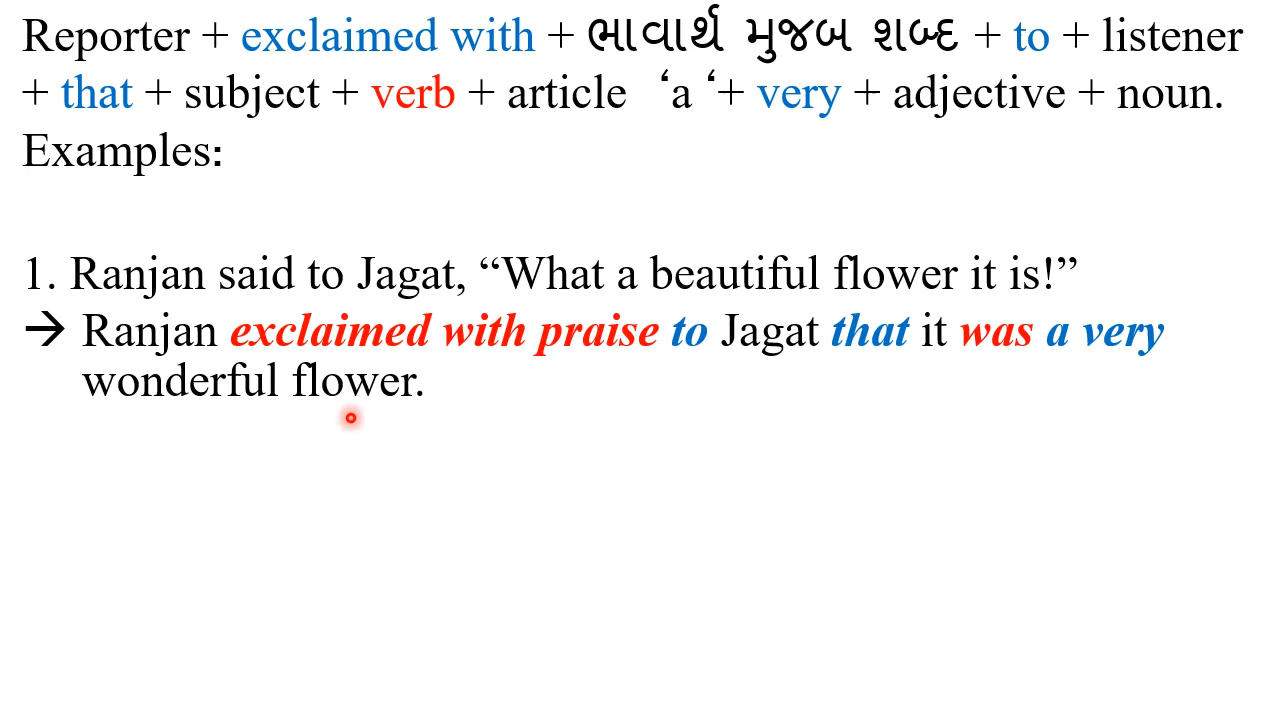 Reporter + exclaimed with + ભાવાર્થ મુજબ શબ્દ + to + listener
+ that + subject + verb + article ‘a ‘+ very + adjective + noun.
Examples:
1. Ranjan said to Jagat, “What a beautiful flower it is!”
→ Ranjan exclaimed with praise to Jagat that it was a very
wonderful flower.